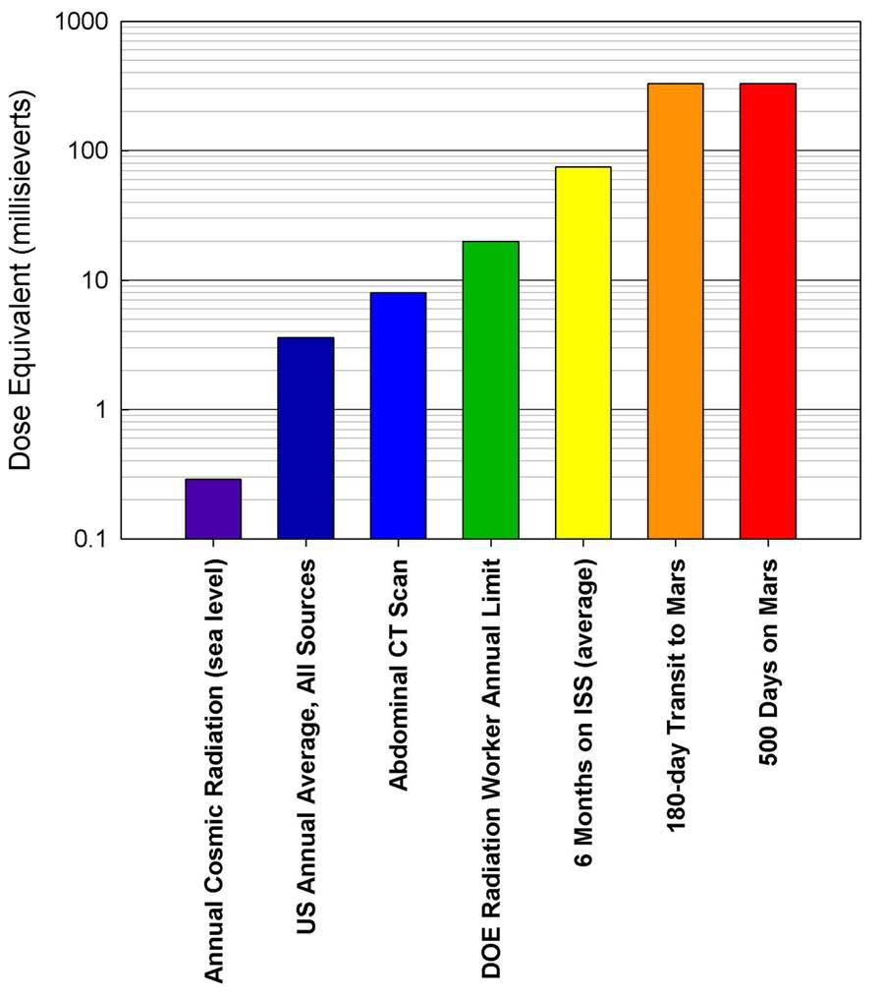 Dose Equivalent (millisieverts)
1000
100
10
1
0.1
Annual Cosmic Radiation (sea level)
US Annual Average, All Sources
Abdominal CT Scan
DOE Radiation Worker Annual Limit
6 Months on ISS (average)
180-day Transit to Mars
500 Days on Mars